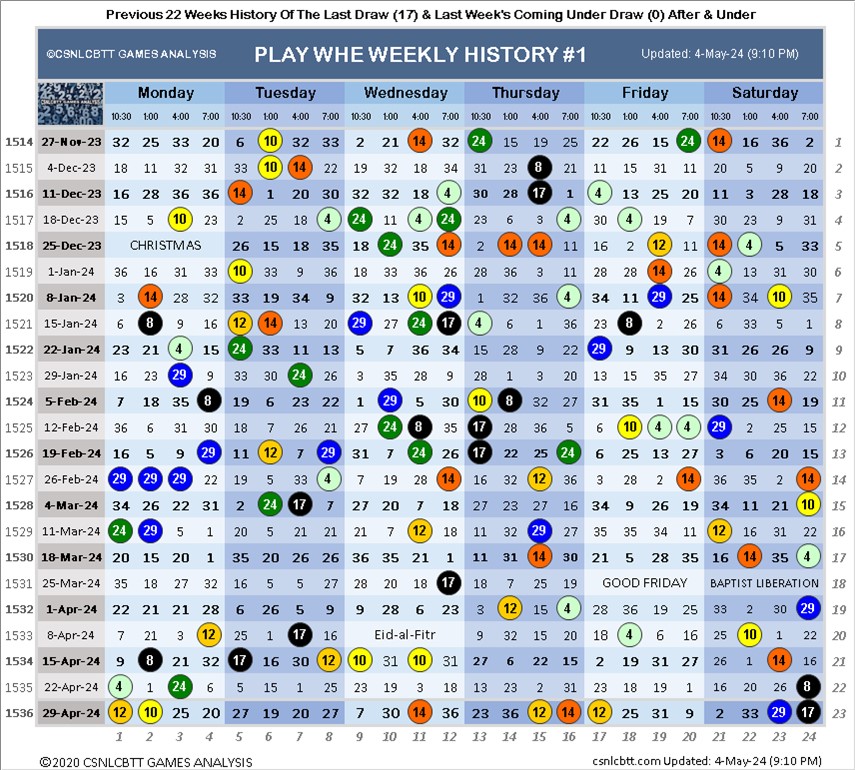 Previous 22 Weeks History Of The Last Draw (17) & Last Week's Coming Under Draw (0) After & Under
©CSNLCBTT GAMES ANALYSIS PLAY WHE WEEKLY HISTORY #1 Updated: 4-May-24 (9:10 PM)
Monday Tuesday Wednesday Thursday Friday Saturday
CSNLCBTT GAMES ANALYSIS
10:30 1:00 4:00 7:00 10:30 1:00 4:00 7:00 10:30 1:00 4:00 7:00 10:30 1:00 4:00 7:00 10:30 1:00 4:00 7:00 10:30 1:00 4:00 7:00
1514 27-Nov-23 32 25 33 20 6 10 32 33 2 21 14 32 24 15 19 25 22 26 15 24 14 16 36 2 1
1515 4-Dec-23 18 11 32 31 33 10 14 22 19 32 18 34 31 23 8 21 15 31 4 11 20 5 9 20 2
1516 11-Dec-23 16 28 36 36 14 1 20 30 32 32 18 4 30 28 17 1 4 13 25 20 11 3 28 18 3
1517 18-Dec-23 15 5 10 23 2 25 18 8 24 11 4 24 23 6 3 4 30 4 19 7 30 23 9 31 4
1518 25-Dec-23 CHRISTMAS 26 15 18 35 18 24 35 14 2 14 14 11 16 2 12 11 14 4 5 33 5
1519 1-Jan-24 36 16 31 33 10 33 9 36 18 33 36 26 28 36 3 11 28 28 14 26 4 13 31 30 6
1520 8-Jan-24 3 14 28 32 33 19 34 9 32 13 10 29 1 32 36 4 34 11 29 25 14 34 10 35 7
1521 15-Jan-24 6 8 9 16 12 14 13 20 29 27 24 17 4 6 1 36 23 8 2 26 6 33 5 1 8
1522 22-Jan-24 23 21 4 15 24 33 11 13 5 7 36 34 15 28 9 22 29 9 13 30 31 26 26 9 9
1523 29-Jan-24 16 23 29 9 33 30 24 23 3 35 28 9 28 1 3 20 13 15 35 27 34 30 36 22 10
1524 5-Feb-24 7 18 35 8 19 6 23 22 1 29 5 30 10 8 32 27 31 35 1 15 30 25 14 19 11
1525 12-Feb-24 36 6 31 30 18 7 26 21 27 24 8 35 17 28 36 5 6 10 4 4 29 2 25 15 12
1526 19-Feb-24 16 5 9 29 11 12 7 29 31 7 24 26 17 22 25 24 6 25 13 27 3 6 20 15 13
1527 26-Feb-24 29 29 29 22 19 5 33 4 7 19 28 14 16 32 12 36 3 28 2 14 36 35 2 14 14
1528 4-Mar-24 34 26 22 31 2 24 17 7 27 20 7 18 27 23 27 16 34 9 26 19 34 11 21 10 15
1529 11-Mar-24 24 29 5 1 20 5 21 21 21 7 12 18 11 32 29 28 35 35 34 11 12 19 31 26 16
1530 18-Mar-24 20 15 20 1 35 20 26 26 36 35 21 1 11 31 14 30 21 5 28 35 22 14 35 4 17
1531 25-Mar-24 35 18 27 32 16 5 5 27 28 20 18 17 18 7 25 19 GOOD FRIDAY BAPTIST LIBERATION 18
1532 1-Apr-24 22 21 21 28 6 26 5 9 9 28 6 23 3 12 15 4 28 36 19 25 33 2 30 29 19
1533 8-Apr-24 7 21 3 12 25 1 17 16 Eid-al-Fitr 9 32 15 20 18 4 6 16 22 10 1 22 20
1534 15-Apr-24 9 8 21 32 17 16 30 12 10 31 10 31 27 6 22 15 2 19 31 27 26 1 14 16 21
1535 22-Apr-24 4 1 24 6 5 15 1 25 23 19 3 18 13 23 2 31 23 18 19 1 16 20 26 8 22
1536 29-Apr-24 12 10 25 20 27 19 20 27 7 30 14 36 23 36 12 14 12 25 31 9 2 33 29 17 23
1 2 3 4 5 6 7 8 9 10 11 12 13 14 15 16 17 18 19 20 21 22 23 24
©2020 CSNLCBTT GAMES ANALYSIS csnlcbtt.com Updated: 4-May-24 (9:10 PM)